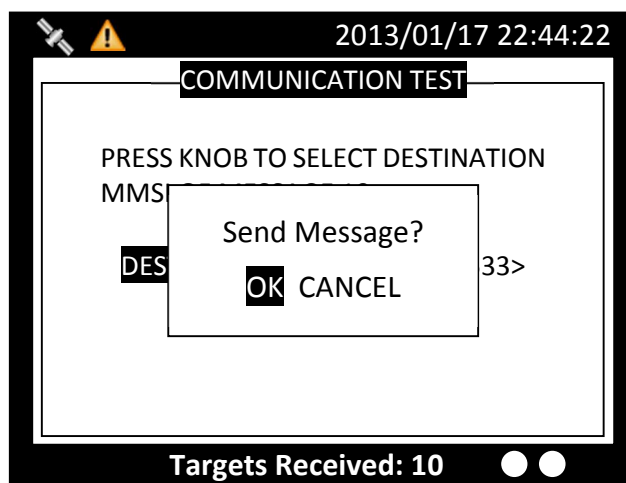 2013/01/17 22:44:22
COMMUNICATION TEST
PRESS KNOB TO SELECT DESTINATION
Send Message?
33>
OK CANCEL
Targets Received: 10